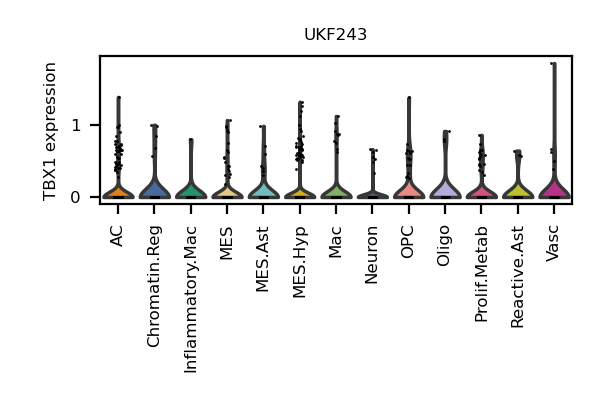 UKF243
TBX1 expression
1
0
AC
Chromatin.Reg
Inflammatory.Mac
MES
MES.Ast
MES.Hyp
Mac
Neuron
OPC
Oligo
Prolif.Metab
Reactive.Ast
Vasc